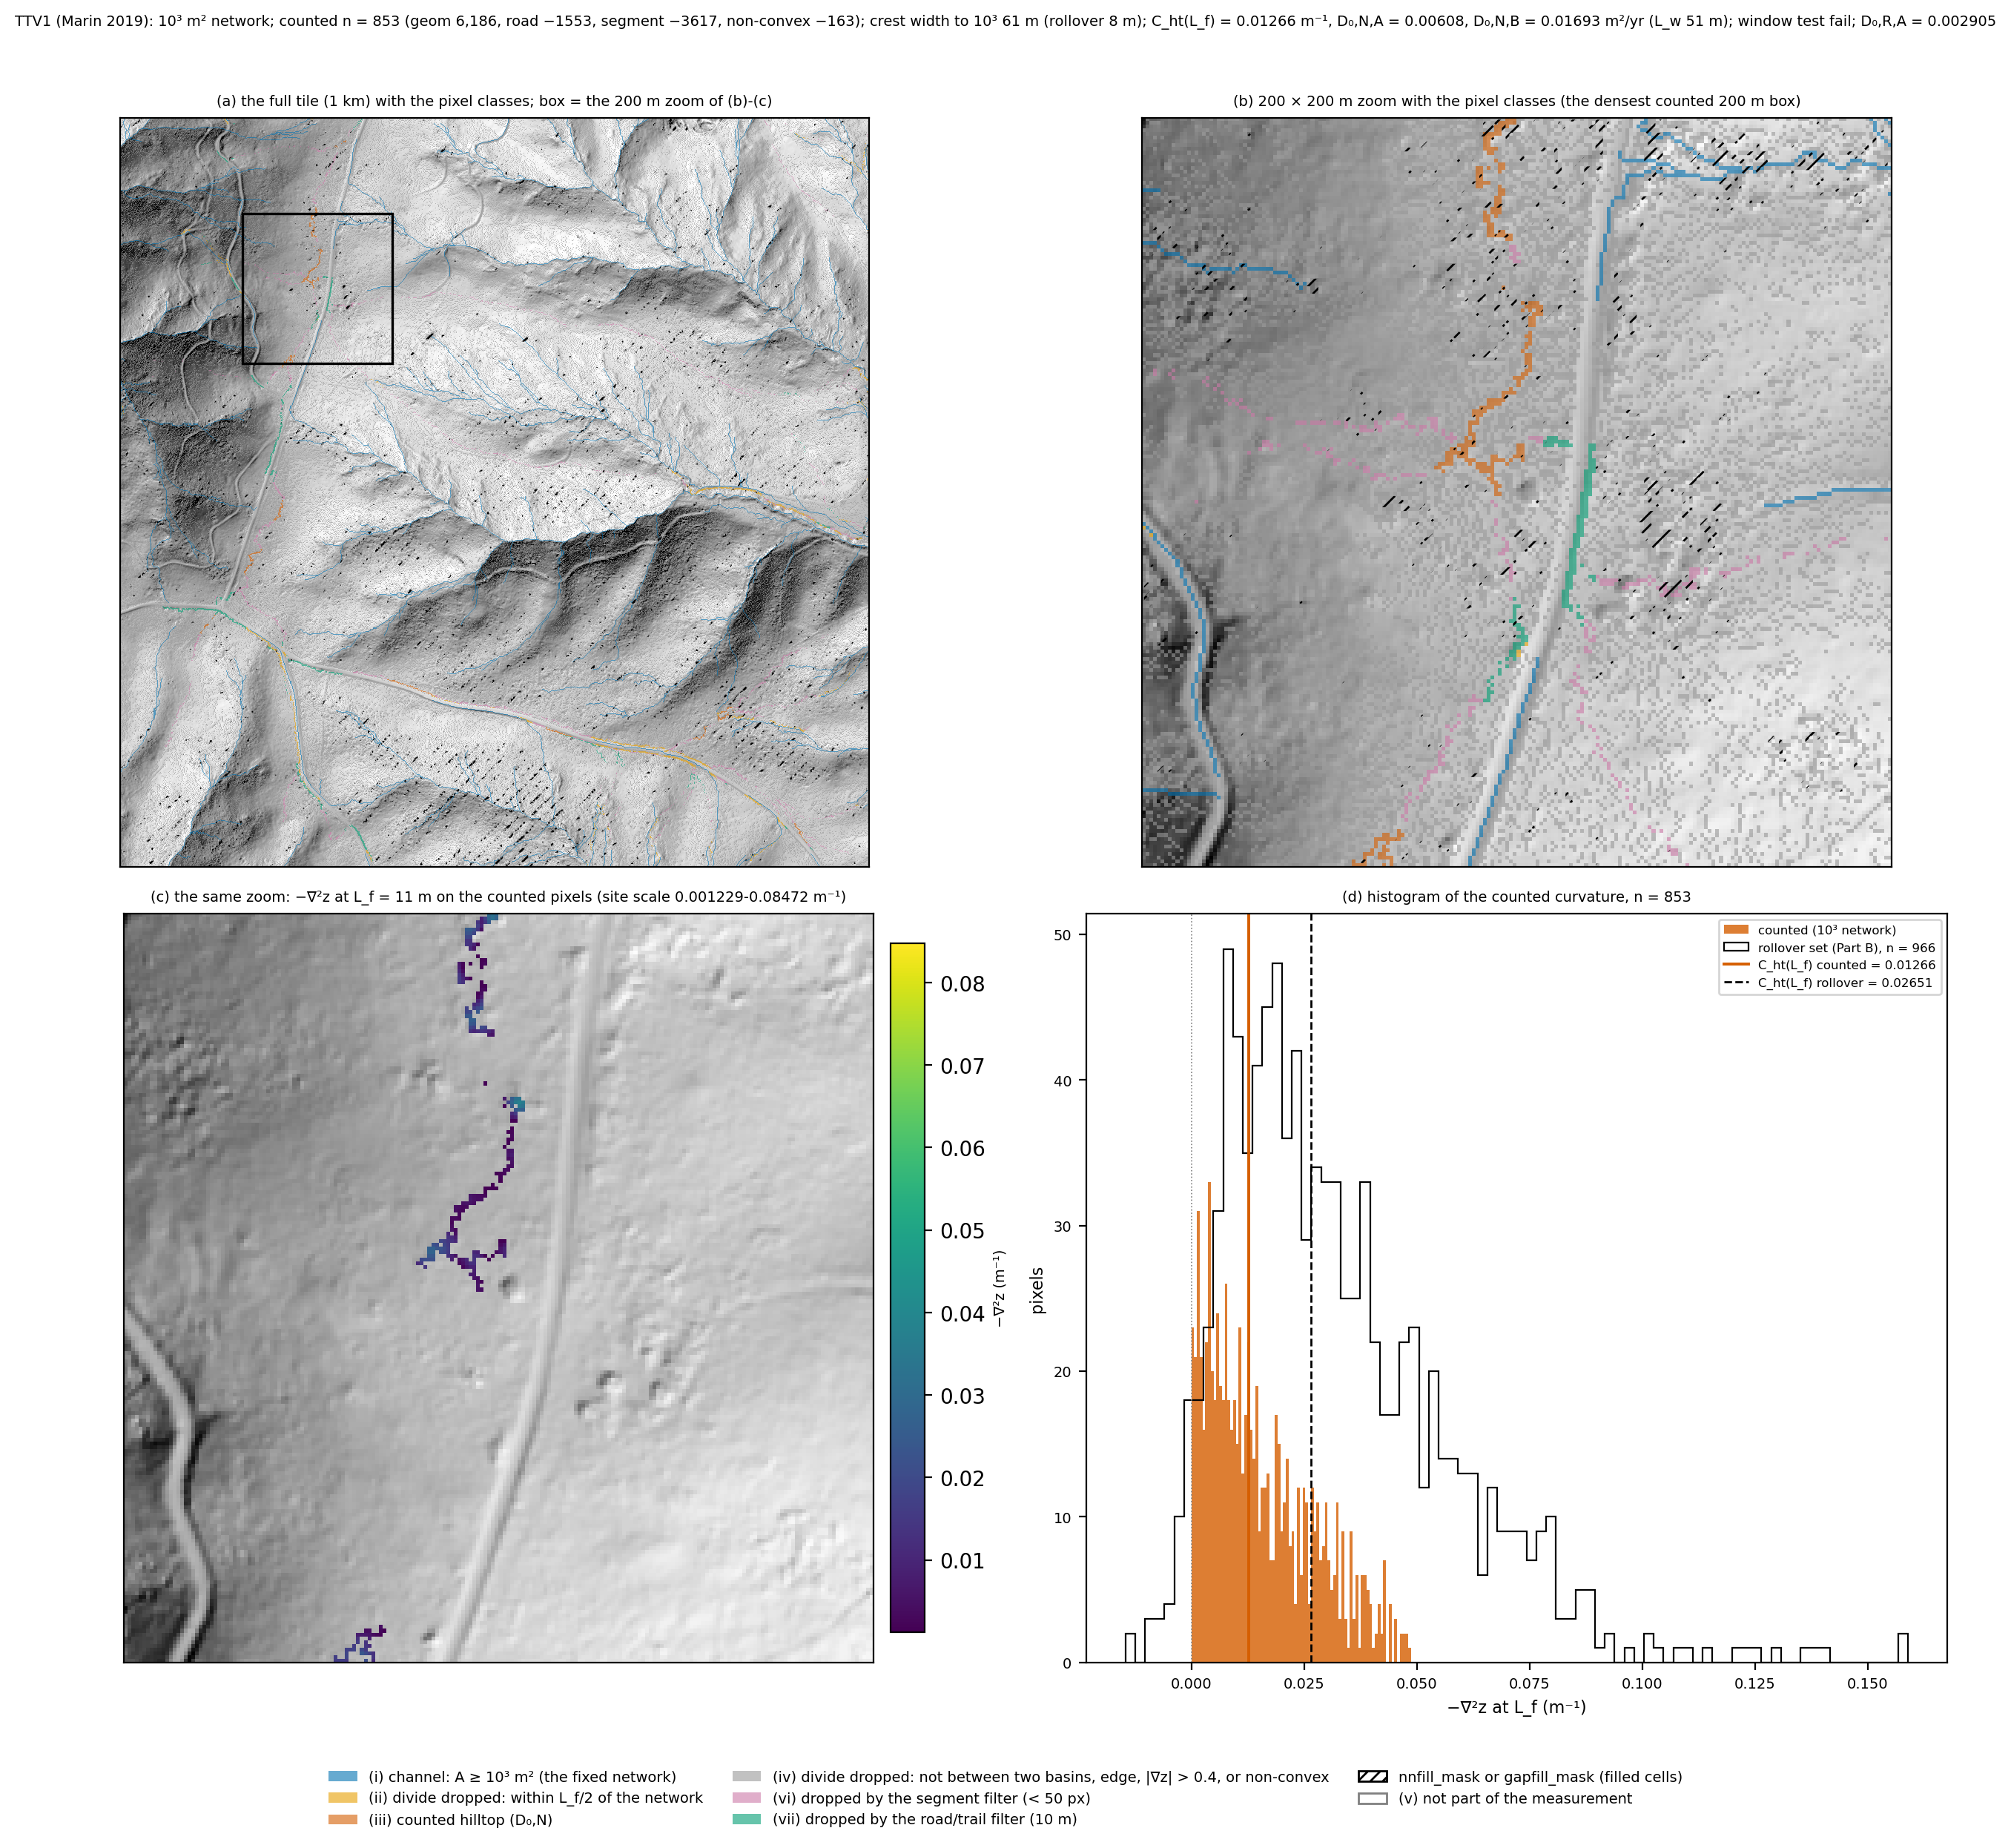 TTV1 (Marin 2019): 10³ m² network; counted n = 853 (geom 6,186, road −1553, segment −3617, non-convex −163); crest width to 10³ 61 m (rollover 8 m); C_ht(L_f) = 0.01266 m⁻¹, D₀,N,A = 0.00608, D₀,N,B = 0.01693 m²/yr (L_w 51 m); window test fail; D₀,R,A = 0.002905
(a) the full tile (1 km) with the pixel classes; box = the 200 m zoom of (b)-(c)
(b) 200 × 200 m zoom with the pixel classes (the densest counted 200 m box)
(c) the same zoom: −∇²z at L_f = 11 m on the counted pixels (site scale 0.001229-0.08472 m⁻¹)
0.08
0.07
0.06
0.05
0.04
0.03
0.02
0.01
−∇²z (m⁻¹)
(d) histogram of the counted curvature, n = 853
counted (10³ network)
rollover set (Part B), n = 966
C_ht(L_f) counted = 0.01266
C_ht(L_f) rollover = 0.02651
50
40
30
20
10
0
pixels
0.000
0.025
0.050
0.075
0.100
0.125
0.150
−∇²z at L_f (m⁻¹)
(i) channel: A ≥ 10³ m² (the fixed network)
(ii) divide dropped: within L_f/2 of the network
(iii) counted hilltop (D₀,N)
(iv) divide dropped: not between two basins, edge, |∇z| > 0.4, or non-convex
(vi) dropped by the segment filter (< 50 px)
(vii) dropped by the road/trail filter (10 m)
nnfill_mask or gapfill_mask (filled cells)
(v) not part of the measurement